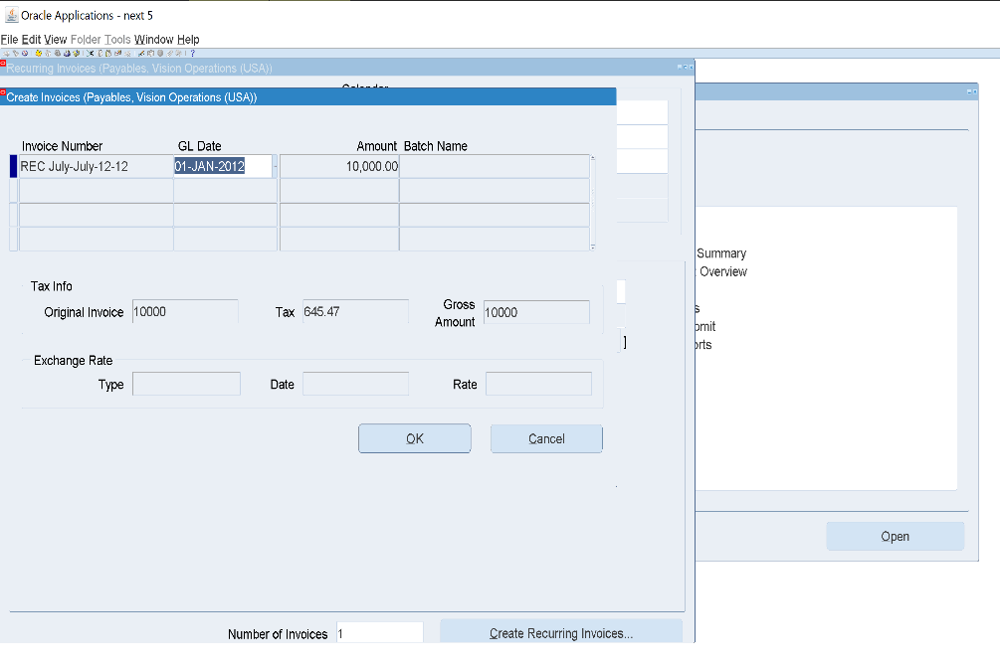 Oracle Applications - next 5
File Edit View Folder Tools Window Help
Recurring Invoices (Payables, Vision Operations (USA))
Create Invoices (Payables, Vision Operations (USA))
Invoice Number GL Date Amount Batch Name
REC July-July-12-12 01-JAN-2012 10,000.00
Summary
Overview
Tax Info
Original Invoice 10000 Tax 645.47 Gross Amount 10000
Exchange Rate
Type Date Rate
]
OK Cancel
Open
Number of Invoices 1 Create Recurring Invoices...